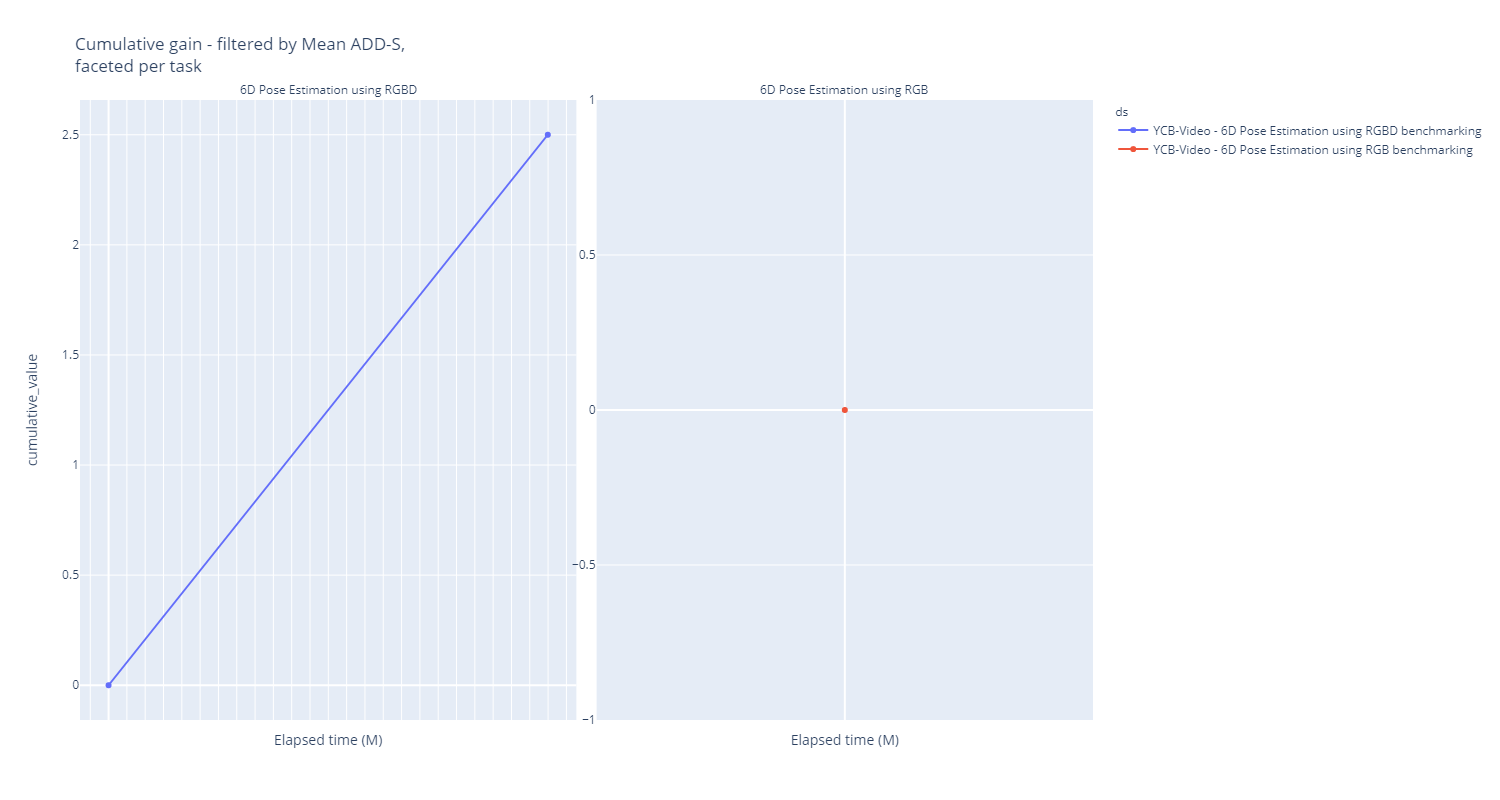 Cumulative gain - filtered by Mean ADD-S,
faceted per task
6D Pose Estimation using RGBD
6D Pose Estimation using RGB
cumulative_value
2.5
2
1.5
1
0.5
0
1
0.5
0
−0.5
−1
Elapsed time (M)
Elapsed time (M)
ds
YCB-Video - 6D Pose Estimation using RGBD benchmarking
YCB-Video - 6D Pose Estimation using RGB benchmarking